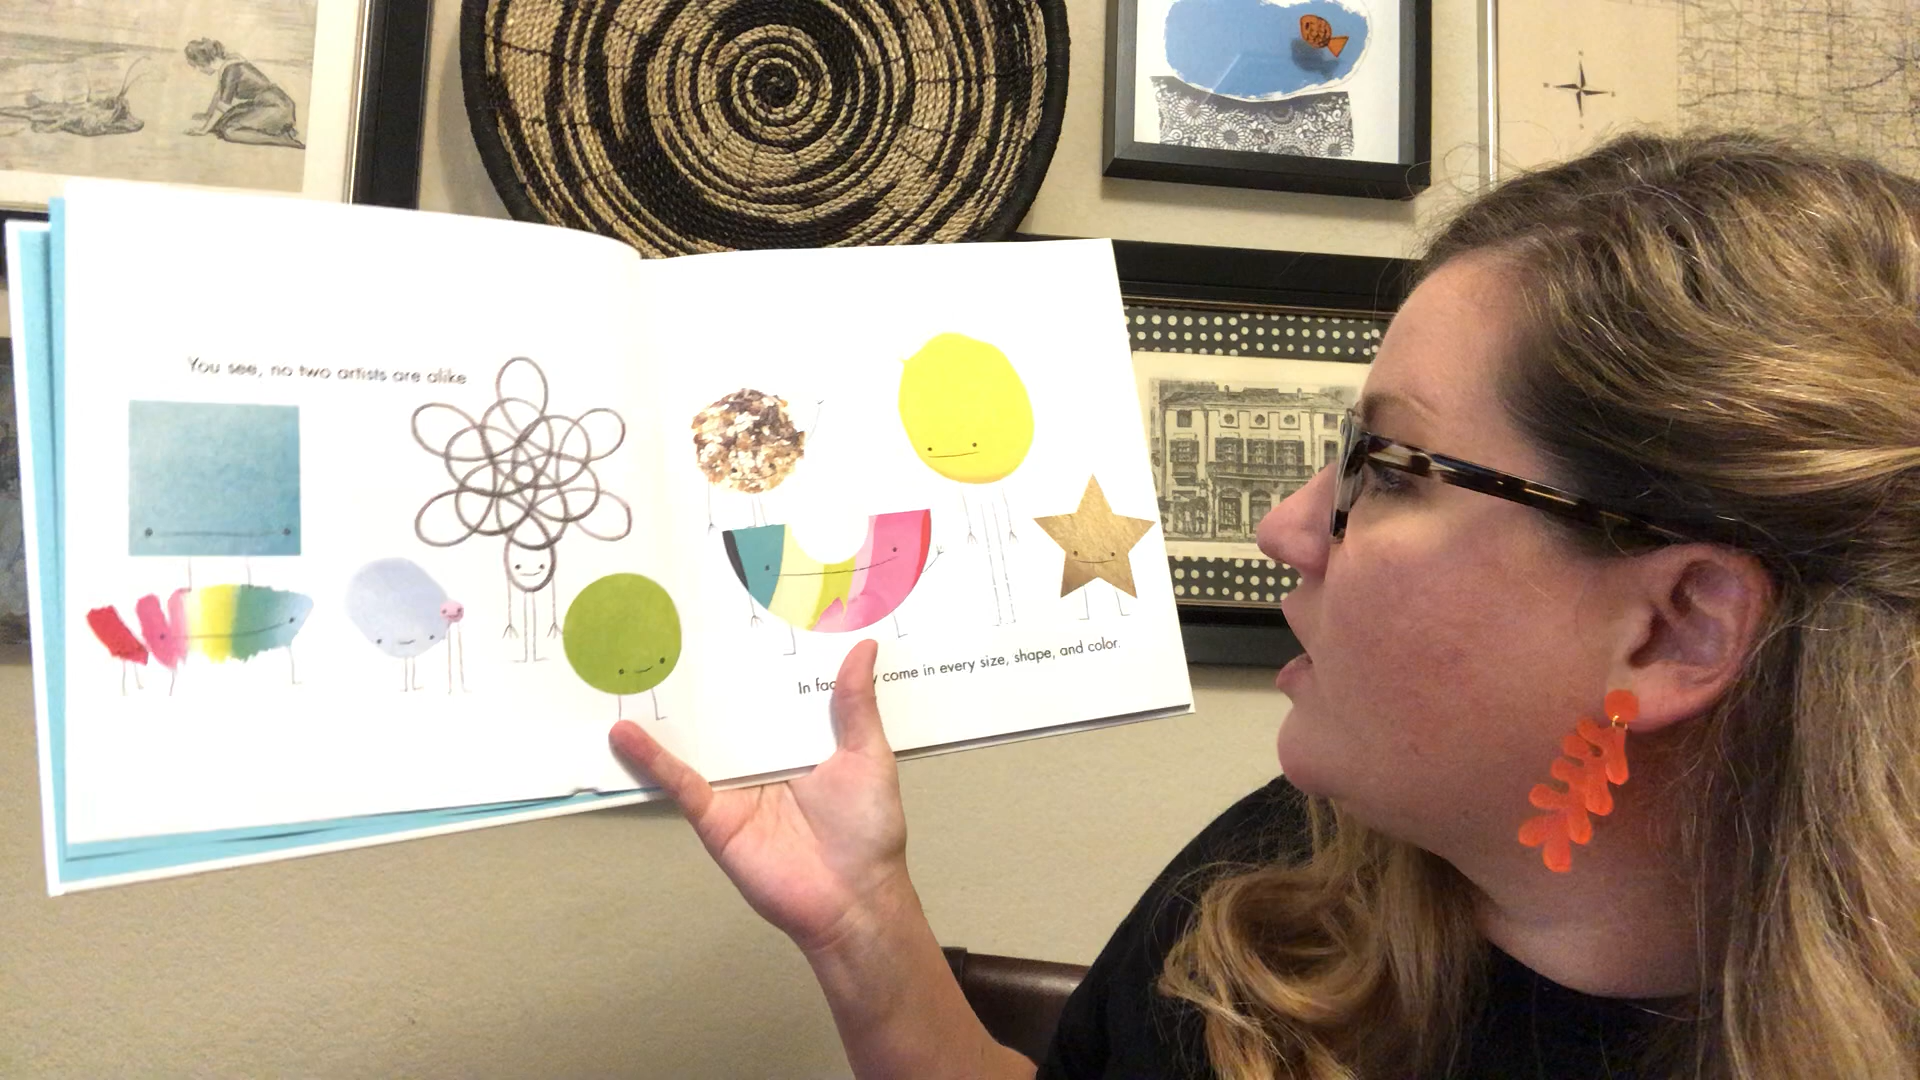 You see, no two artists are alike
In fac y come in every size, shape, and color.